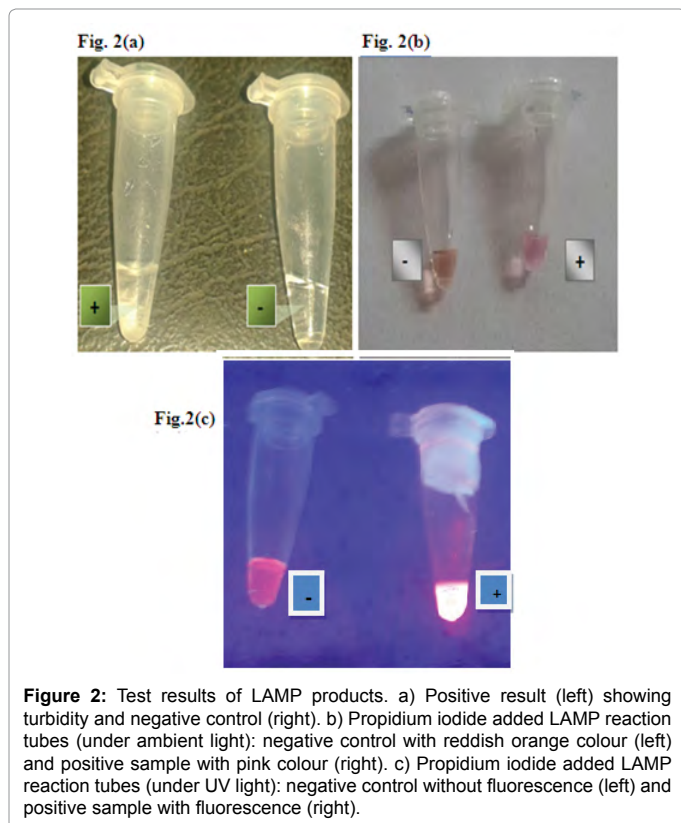 Fig. 2(a)
Fig. 2(b)
+
-
-
+
Fig.2(c)
-
+
Figure 2: Test results of LAMP products. a) Positive result (left) showing
turbidity and negative control (right). b) Propidium iodide added LAMP reaction
tubes (under ambient light): negative control with reddish orange colour (left)
and positive sample with pink colour (right). c) Propidium iodide added LAMP
reaction tubes (under UV light): negative control without fluorescence (left) and
positive sample with fluorescence (right).